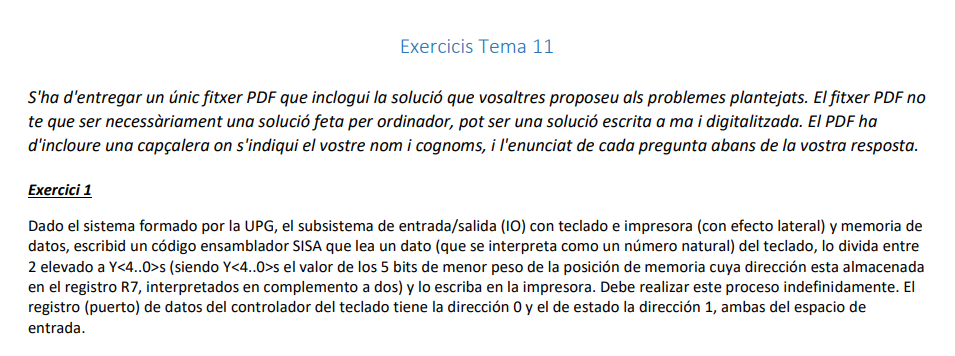 Exercicis Tema 11
S'ha d'entregar un únic fitxer PDF que inclogui la solució que vosaltres proposeu als problemes plantejats. El fitxer PDF no
te que ser necessàriament una solució feta per ordinador, pot ser una solució escrita a ma i digitalitzada. El PDF ha
d'incloure una capçalera on s'indiqui el vostre nom i cognoms, i l'enunciat de cada pregunta abans de la vostra resposta.
Exercici 1
Dado el sistema formado por la UPG, el subsistema de entrada/salida (IO) con teclado e impresora (con efecto lateral) y memoria de
datos, escribid un código ensamblador SISA que lea un dato (que se interpreta como un número natural) del teclado, lo divida entre
2 elevado a Y<4..0>s (siendo Y<4..0>s el valor de los 5 bits de menor peso de la posición de memoria cuya dirección esta almacenada
en el registro R7, interpretados en complemento a dos) y lo escriba en la impresora. Debe realizar este proceso indefinidamente. El
registro (puerto) de datos del controlador del teclado tiene la dirección 0 y el de estado la dirección 1, ambas del espacio de
entrada.